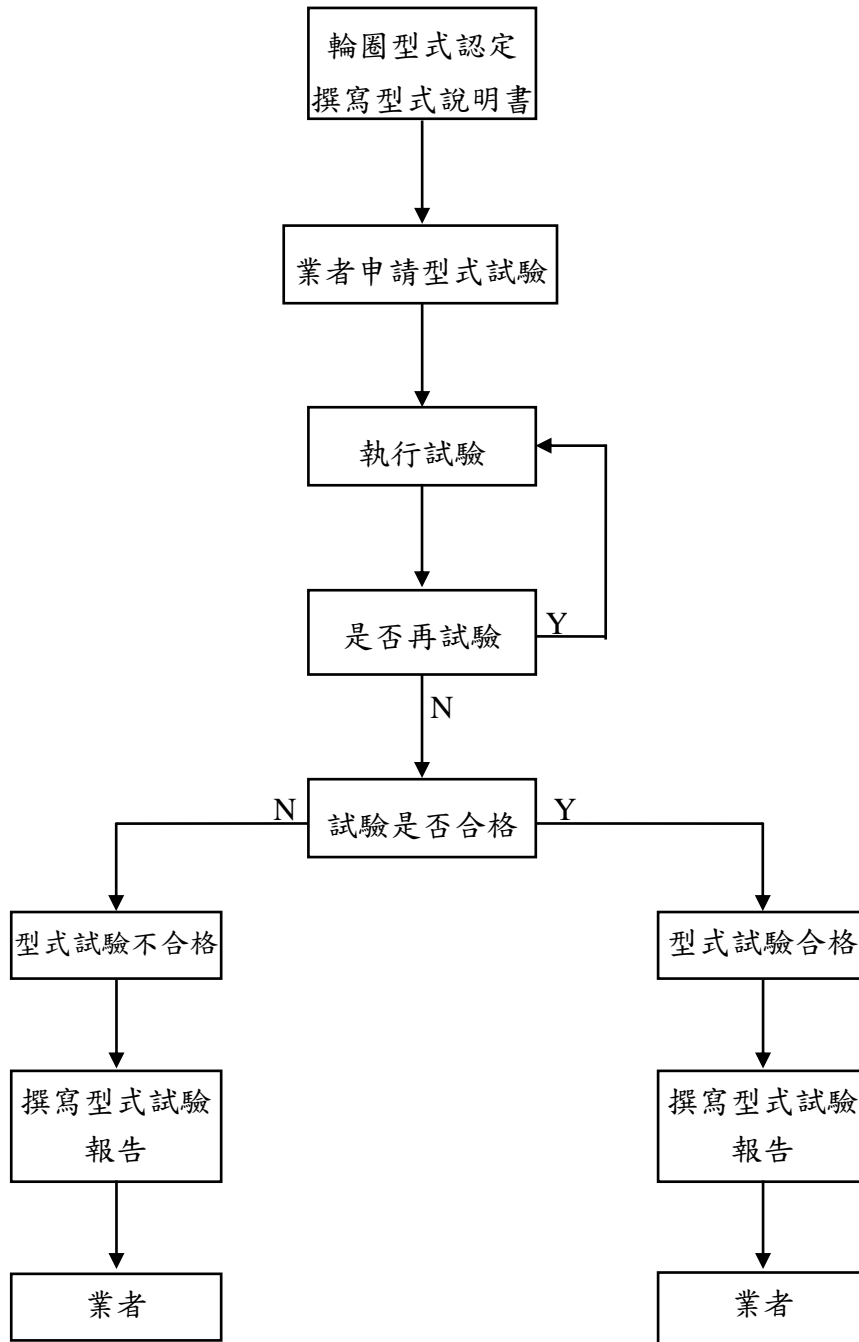 輪圈型式認定
撰寫型式說明書
業者申請型式試驗
執行試驗
是否再試驗
Y
N
N
試驗是否合格
Y
型式試驗不合格
型式試驗合格
撰寫型式試驗
報告
撰寫型式試驗
報告
業者
業者